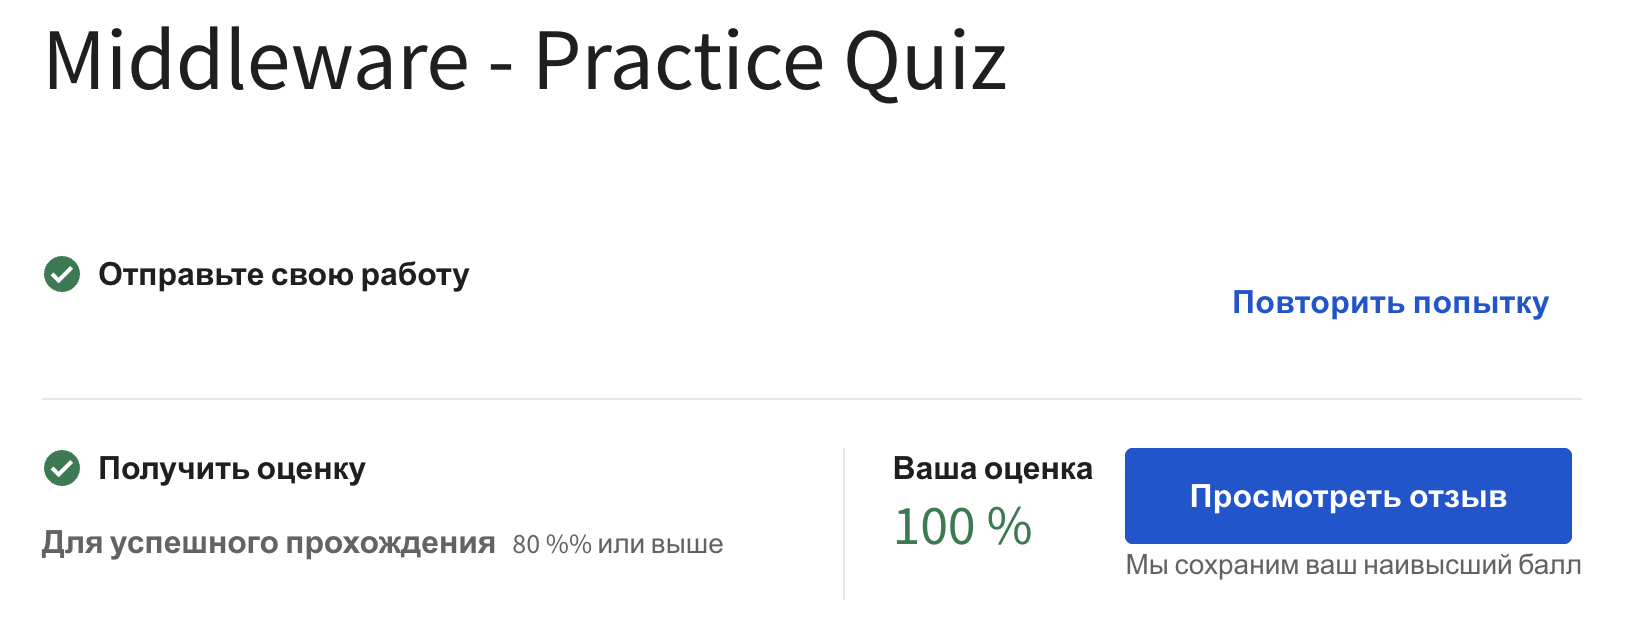 Middleware - Practice Quiz
Отправьте свою работу
Повторить попытку
Получить оценку
Для успешного прохождения 80 %% или выше
Ваша оценка
100 %
Просмотреть отзыв
Мы сохраним ваш наивысший балл